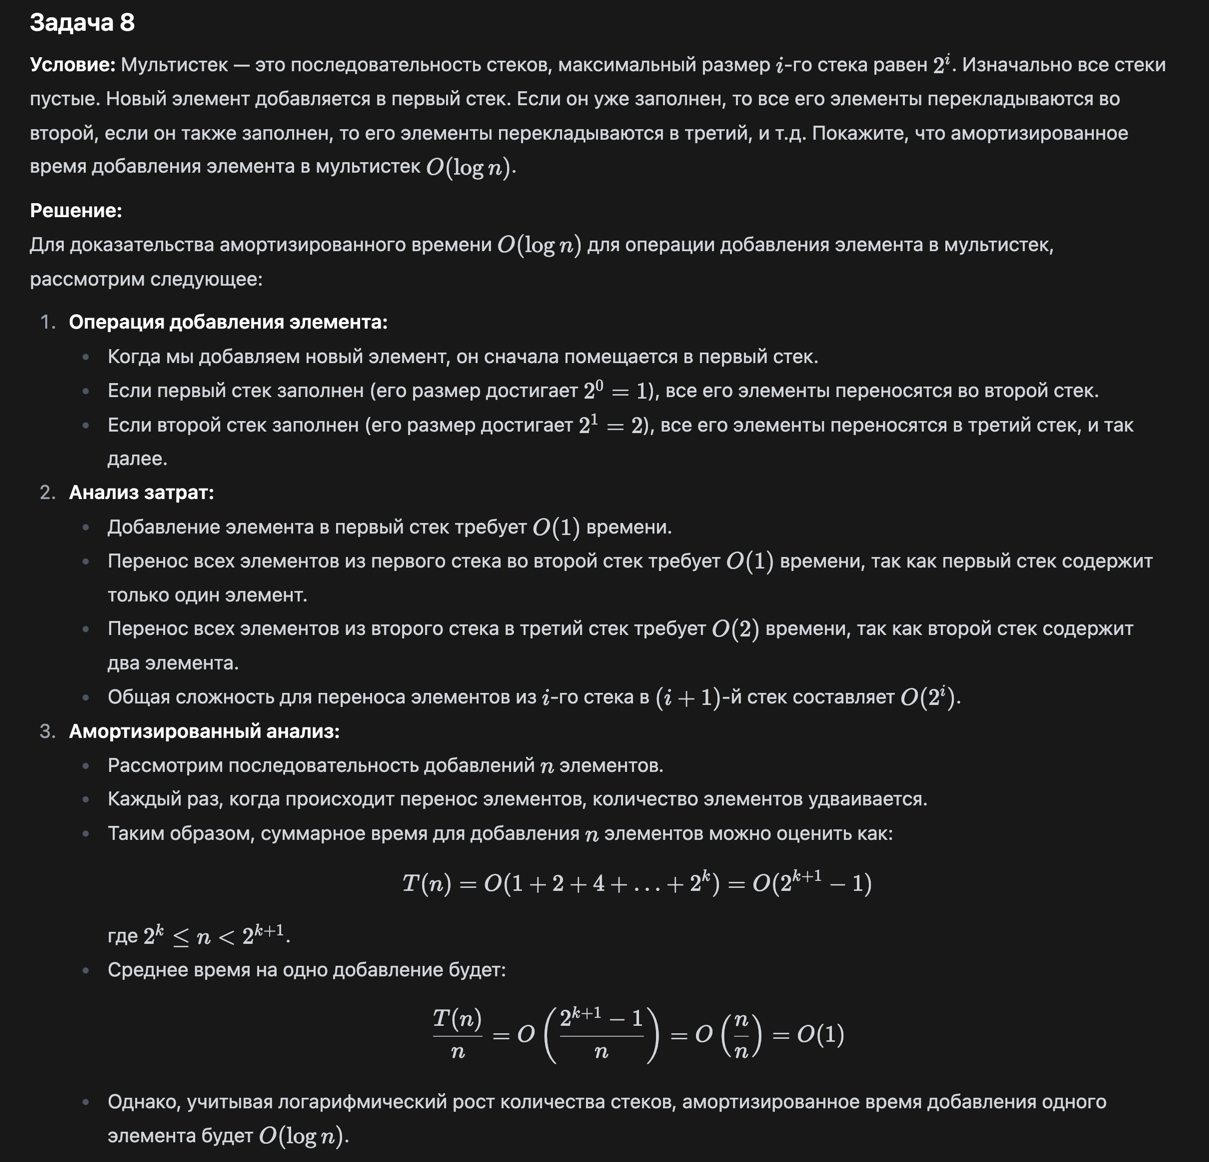 Задача 8
Условие: Мультистек — это последовательность стеков, максимальный размер i-го стека равен 2^i. Изначально все стеки
пустые. Новый элемент добавляется в первый стек. Если он уже заполнен, то все его элементы перекладываются во
второй, если он также заполнен, то его элементы перекладываются в третий, и т.д. Покажите, что амортизированное
время добавления элемента в мультистек O(log n).
Решение:
Для доказательства амортизированного времени O(log n) для операции добавления элемента в мультистек,
рассмотрим следующее:
1. Операция добавления элемента:
• Когда мы добавляем новый элемент, он сначала помещается в первый стек.
• Если первый стек заполнен (его размер достигает 2^0 = 1), все его элементы переносятся во второй стек.
• Если второй стек заполнен (его размер достигает 2^1 = 2), все его элементы переносятся в третий стек, и так
далее.
2. Анализ затрат:
• Добавление элемента в первый стек требует O(1) времени.
• Перенос всех элементов из первого стека во второй стек требует O(1) времени, так как первый стек содержит
только один элемент.
• Перенос всех элементов из второго стека в третий стек требует O(2) времени, так как второй стек содержит
два элемента.
• Общая сложность для переноса элементов из i-го стека в (i + 1)-й стек составляет O(2^i).
3. Амортизированный анализ:
• Рассмотрим последовательность добавлений n элементов.
• Каждый раз, когда происходит перенос элементов, количество элементов удваивается.
• Таким образом, суммарное время для добавления n элементов можно оценить как:
T(n) = O(1 + 2 + 4 + ... + 2^k) = O(2^{k+1} − 1)
где 2^k ≤ n < 2^{k+1}.
• Среднее время на одно добавление будет:
T(n)/n = O((2^{k+1} − 1)/n) = O(n/n) = O(1)
• Однако, учитывая логарифмический рост количества стеков, амортизированное время добавления одного
элемента будет O(log n).